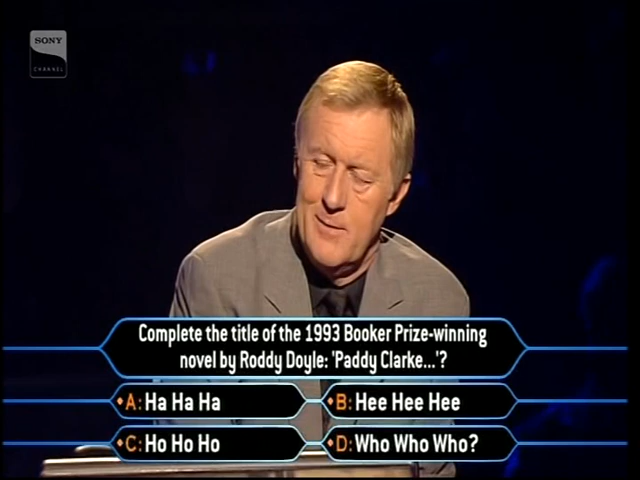 SONY
CHANNEL
Complete the title of the 1993 Booker Prize-winning
novel by Roddy Doyle: 'Paddy Clarke...'?
A: Ha Ha Ha
B: Hee Hee Hee
C: Ho Ho Ho
D: Who Who Who?